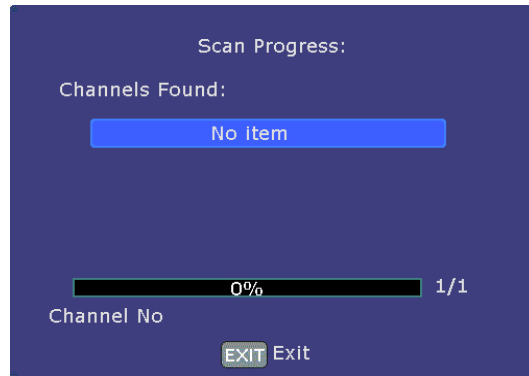 Scan Progress:
Channels Found:
No item
0% 1/1
Channel No
EXIT Exit